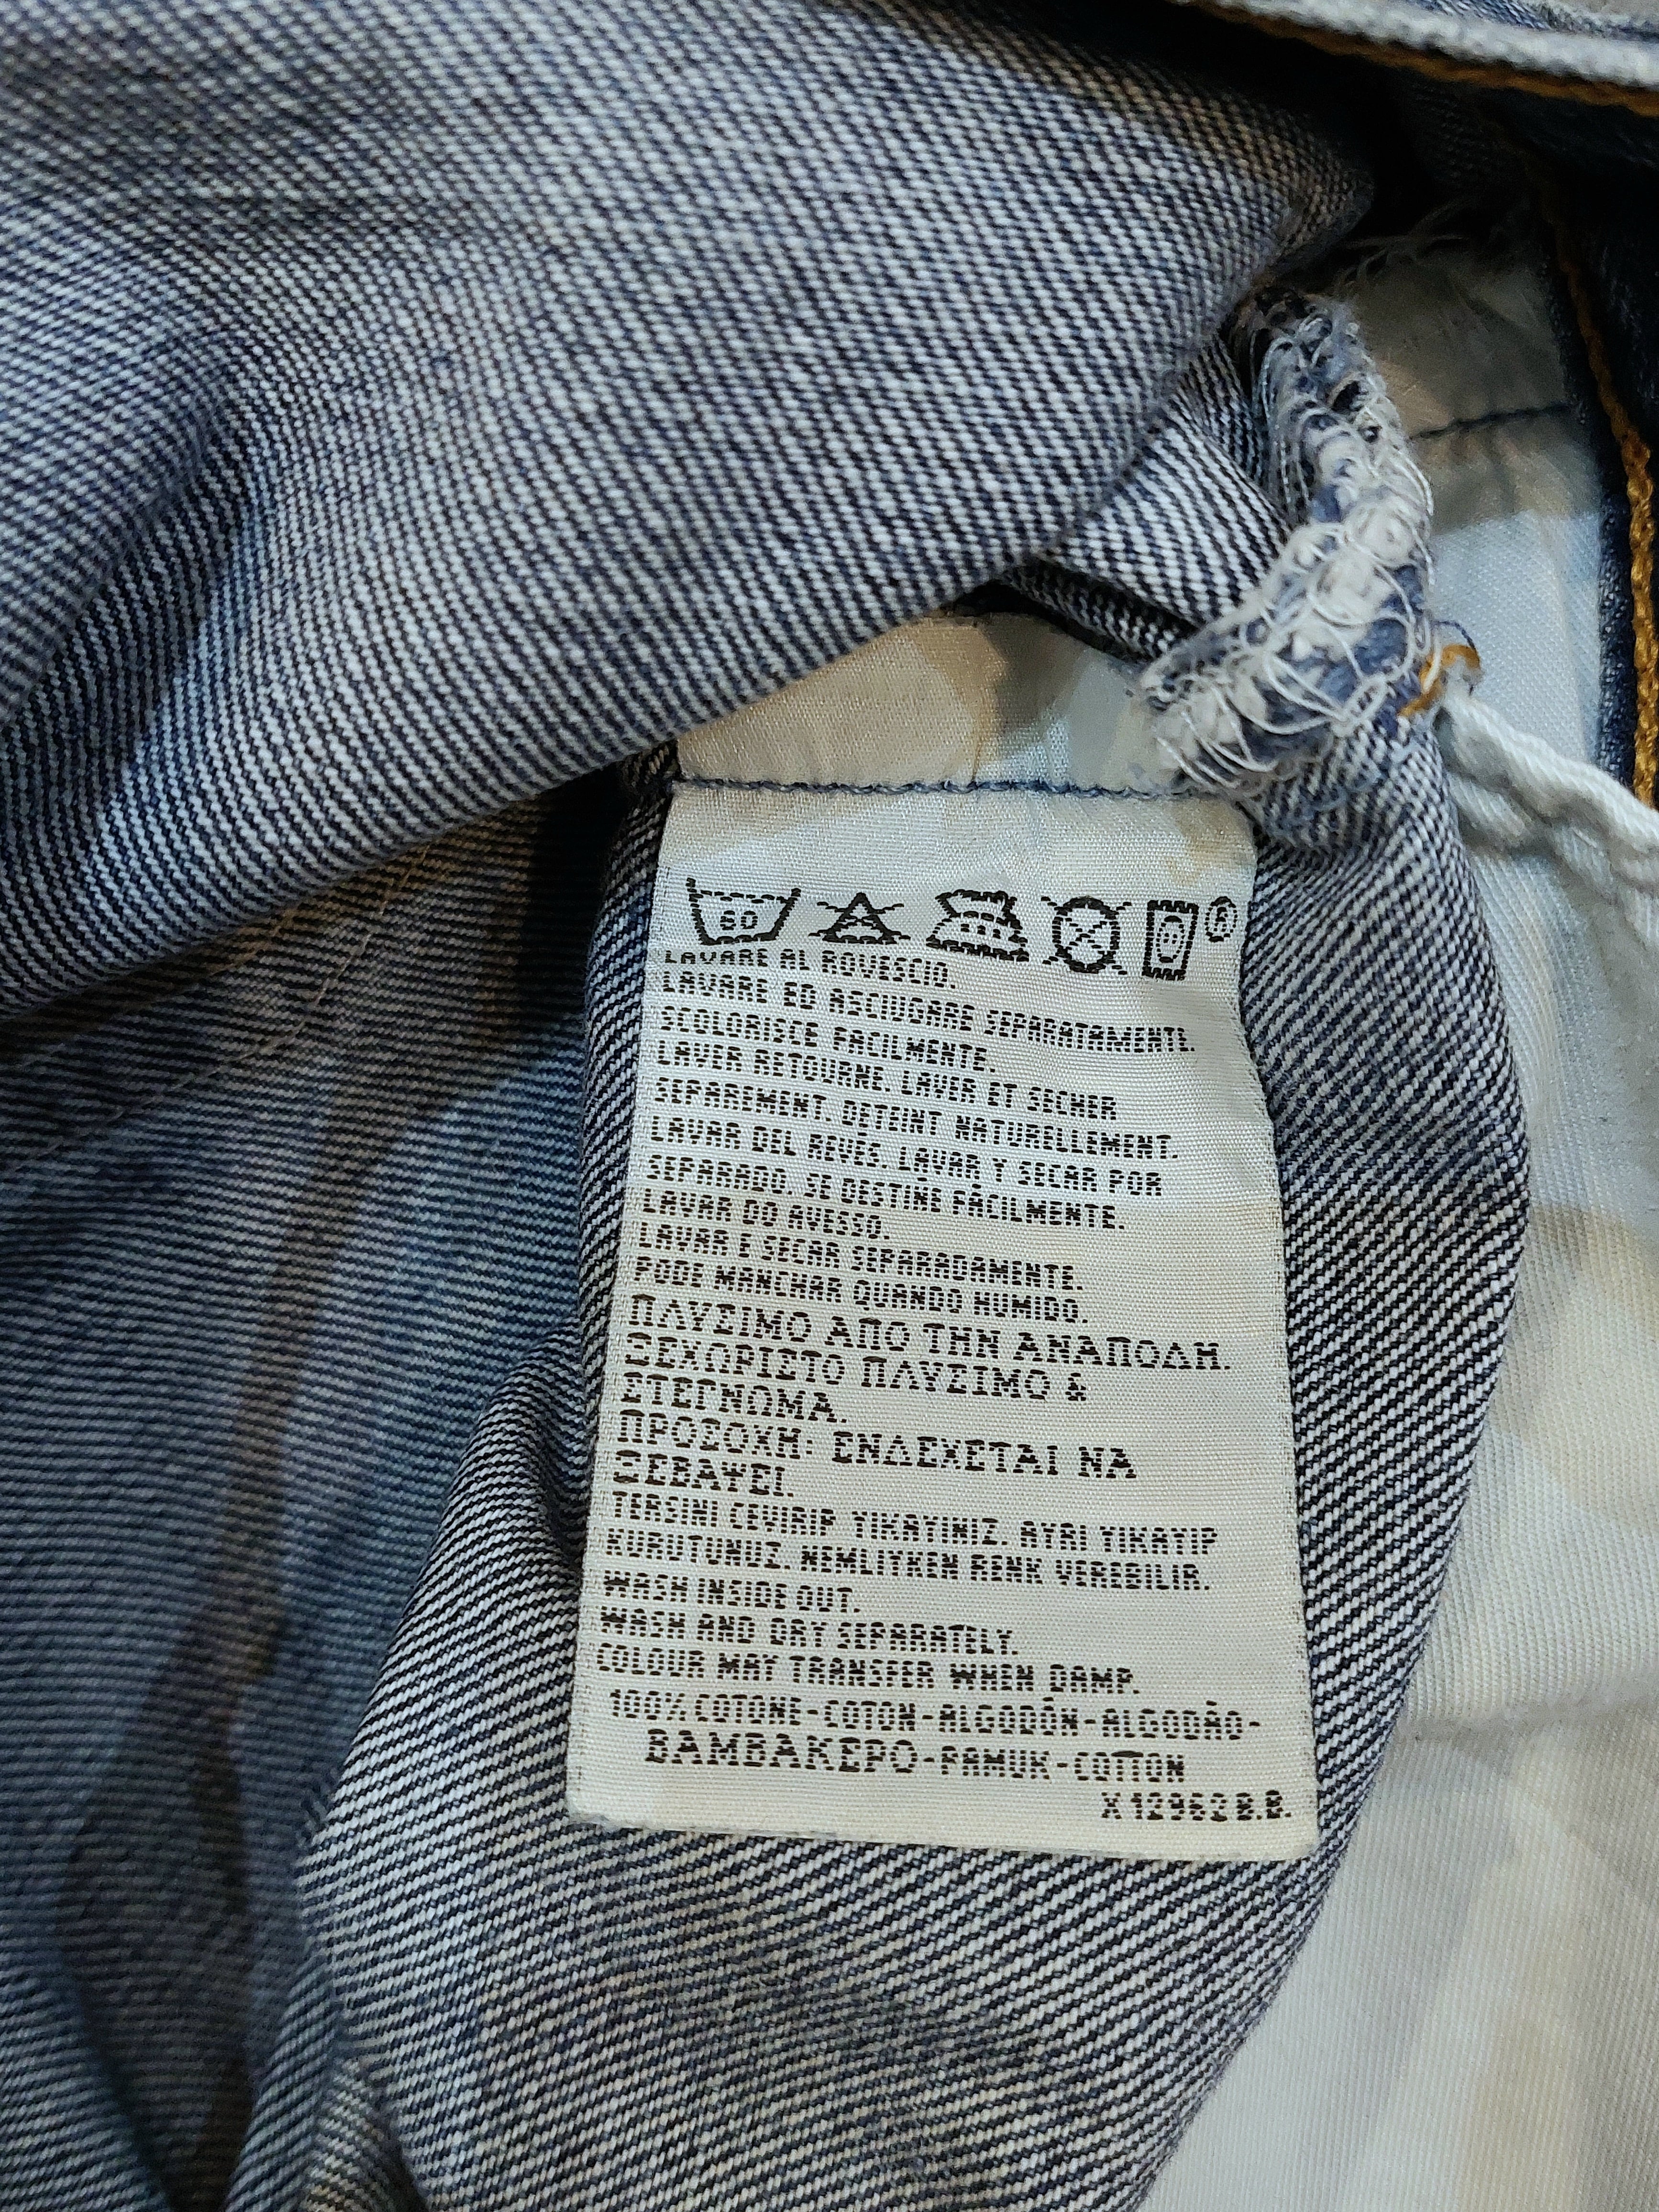 60
®
LAVARE AL ROVESCIO.
LAVARE ED ASCIUGARE SEPARATAMENTE.
SCOLORISCE FACILMENTE.
LAVER RETOURNE. LAVER ET SECHER
SEPAREMENT. DETEINT NATURELLEMENT.
LAVAR DEL REVÉS. LAVAR Y SECAR POR
SEPARADO. SE DESTIÑE FÁCILMENTE.
LAVAR DO AVESSO.
LAVAR E SECAR SEPARADAMENTE.
PODE MANCHAR QUANDO HUMIDO.
ΠΛΥΣΙΜΟ ΑΠΟ ΤΗΝ ΑΝΑΠΟΔΗ.
ΞΕΧΩΡΙΣΤΟ ΠΛΥΣΙΜΟ &
ΣΤΕΓΝΩΜΑ.
ΠΡΟΣΟΧΗ: ΕΝΔΕΧΕΤΑΙ ΝΑ
ΞΕΒΑΨΕΙ.
TERSINI CEVIRIP YIKAYINIZ. AYRI YIKAYIP
KURUTUNUZ. NEMLIYKEN RENK VEREBILIR.
WASH INSIDE OUT.
WASH AND DRY SEPARATELY.
COLOUR MAY TRANSFER WHEN DAMP.
100% COTONE-COTON-ALGODÓN-ALGODÃO-
ΒΑΜΒΑΚΕΡΟ-PAMUK-COTTON
X 12962 B.B.